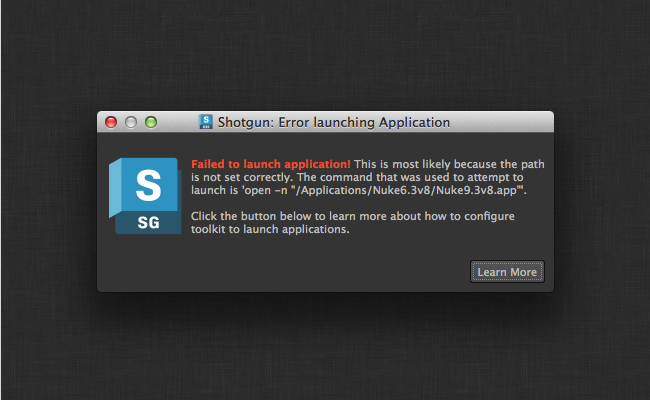 Shotgun: Error launching Application
Failed to launch application! This is most likely because the path
is not set correctly. The command that was used to attempt to
launch is 'open -n "/Applications/Nuke6.3v8/Nuke9.3v8.app"'.
Click the button below to learn more about how to configure
toolkit to launch applications.
S
SG
Learn More